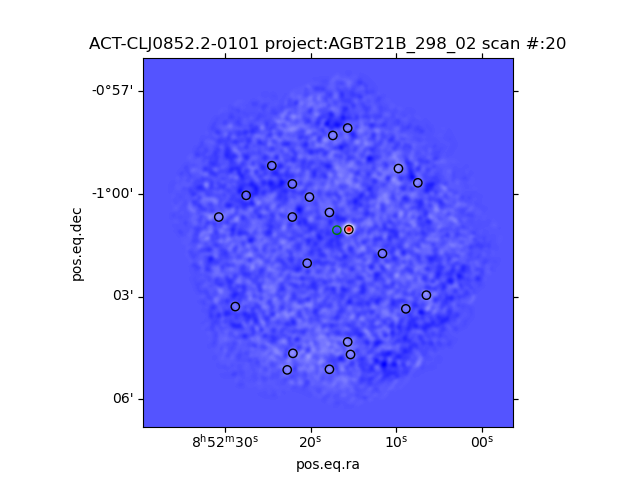 ACT-CLJ0852.2-0101 project:AGBT21B_298_02 scan #:20
-0°57'
-1°00'
03'
06'
pos.eq.dec
8ʰ52ᵐ30ˢ 20ˢ 10ˢ 00ˢ
pos.eq.ra